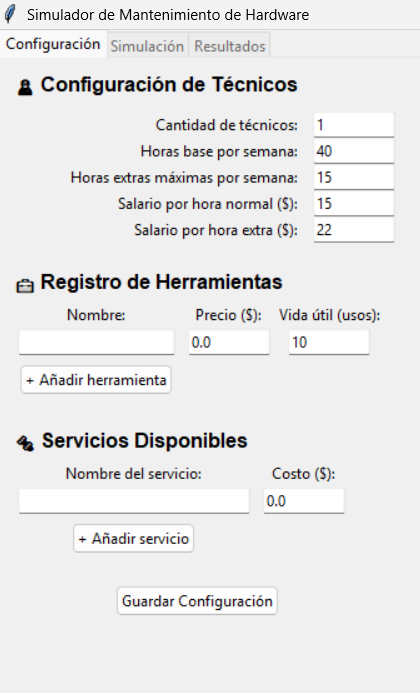 Simulador de Mantenimiento de Hardware
Configuración Simulación Resultados
Configuración de Técnicos
Cantidad de técnicos: 1
Horas base por semana: 40
Horas extras máximas por semana: 15
Salario por hora normal ($): 15
Salario por hora extra ($): 22
Registro de Herramientas
Nombre: Precio ($): Vida útil (usos):
0.0 10
+ Añadir herramienta
Servicios Disponibles
Nombre del servicio: Costo ($):
0.0
+ Añadir servicio
Guardar Configuración